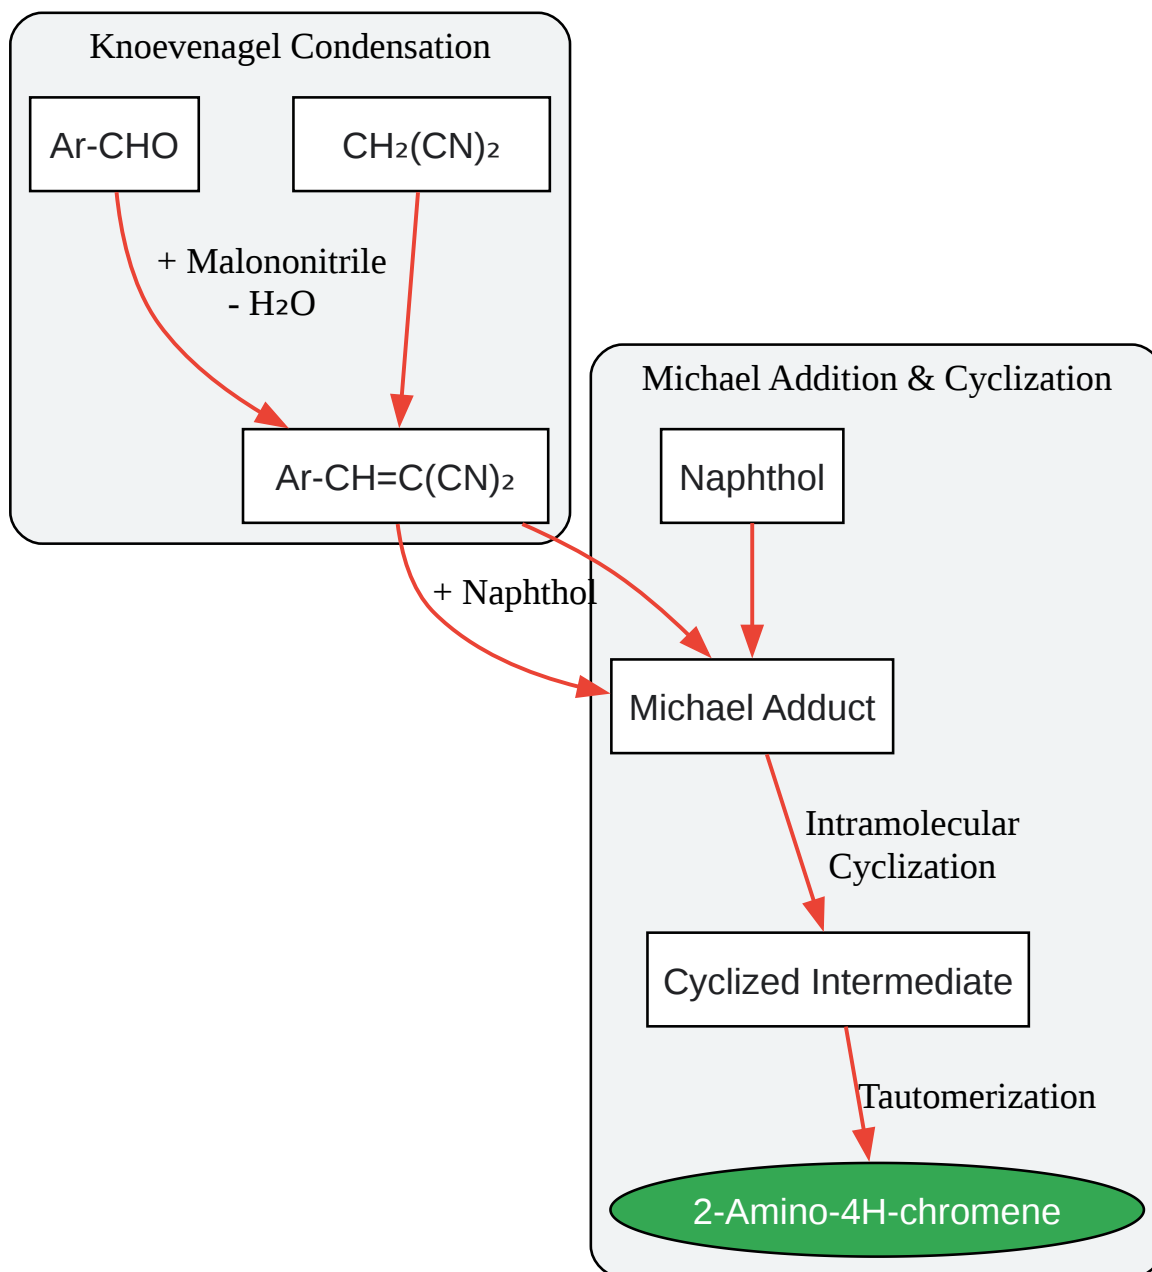 Knoevenagel Condensation
Ar-CHO
CH₂(CN)₂
+ Malononitrile
- H₂O
Ar-CH=C(CN)₂
Michael Addition & Cyclization
Naphthol
+ Naphthol
Michael Adduct
Intramolecular
Cyclization
Cyclized Intermediate
Tautomerization
2-Amino-4H-chromene